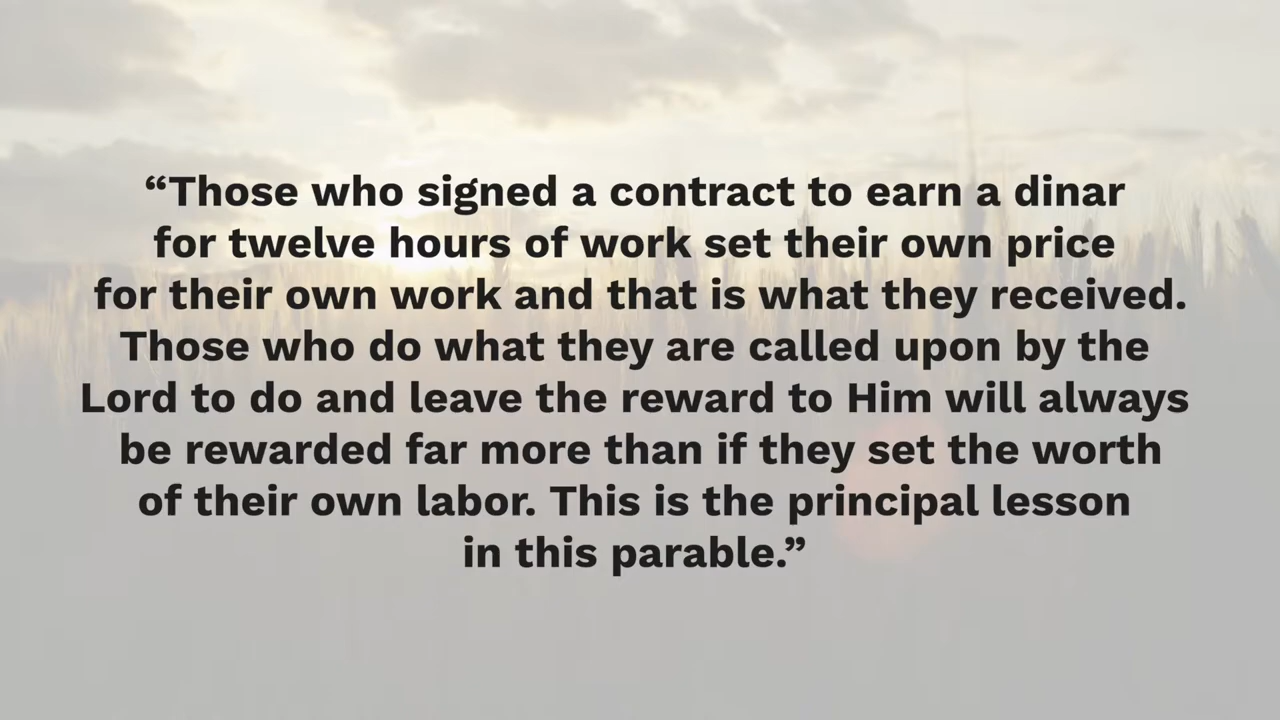 “Those who signed a contract to earn a dinar
for twelve hours of work set their own price
for their own work and that is what they received.
Those who do what they are called upon by the
Lord to do and leave the reward to Him will always
be rewarded far more than if they set the worth
of their own labor. This is the principal lesson
in this parable.”